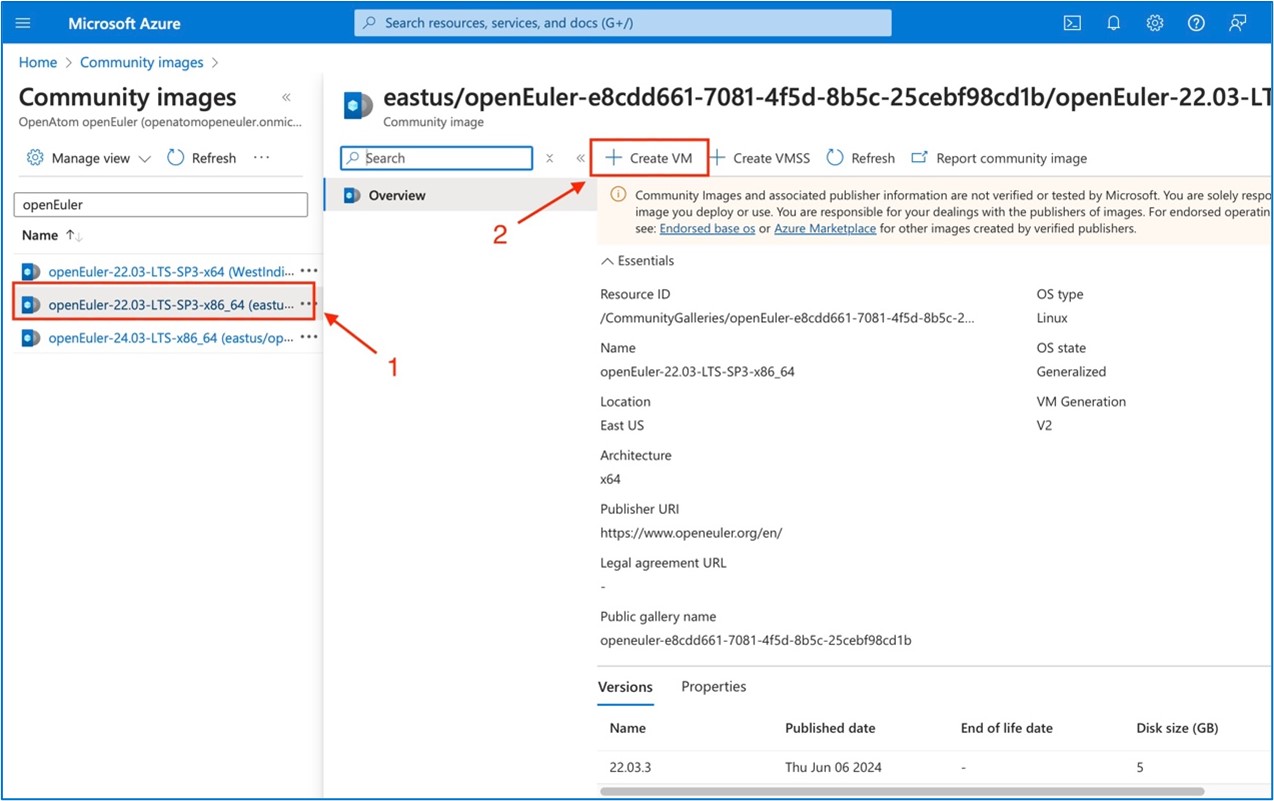 Microsoft Azure
Search resources, services, and docs (G+/)
Home > Community images >
Community images «
OpenAtom openEuler (openatomopeneuler.onmic...
Manage view Refresh ...
openEuler
Name ↑↓
openEuler-22.03-LTS-SP3-x64 (WestIndi... ...
openEuler-22.03-LTS-SP3-x86_64 (eastu... ...
openEuler-24.03-LTS-x86_64 (eastus/op... ...
1
eastus/openEuler-e8cdd661-7081-4f5d-8b5c-25cebf98cd1b/openEuler-22.03-LT
Community image
Search «
Overview
2
+ Create VM + Create VMSS Refresh Report community image
Community Images and associated publisher information are not verified or tested by Microsoft. You are solely respo
image you deploy or use. You are responsible for your dealings with the publishers of images. For endorsed operatin
see: Endorsed base os or Azure Marketplace for other images created by verified publishers.
Essentials
Resource ID
/CommunityGalleries/openEuler-e8cdd661-7081-4f5d-8b5c-2...
Name
openEuler-22.03-LTS-SP3-x86_64
Location
East US
Architecture
x64
Publisher URI
https://www.openeuler.org/en/
Legal agreement URL
-
Public gallery name
openeuler-e8cdd661-7081-4f5d-8b5c-25cebf98cd1b
OS type
Linux
OS state
Generalized
VM Generation
V2
Versions Properties
Name Published date End of life date Disk size (GB)
22.03.3 Thu Jun 06 2024 - 5